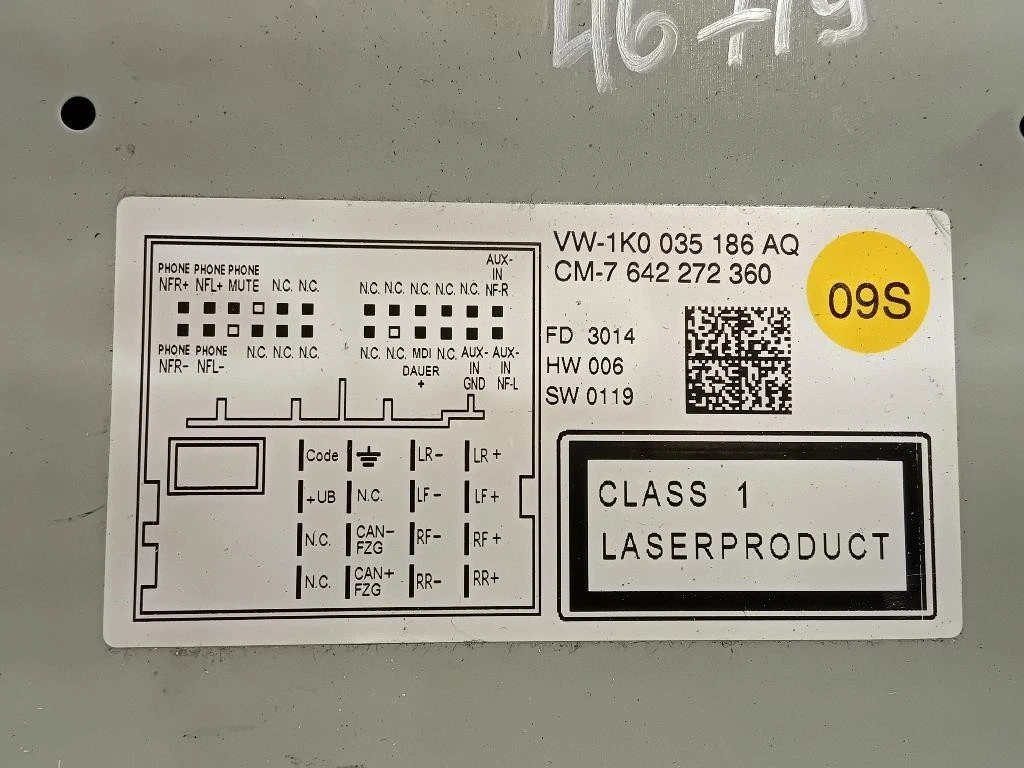 VW-1K0 035 186 AQ
CM-7 642 272 360
09S
FD 3014
HW 006
SW 0119
PHONE PHONE PHONE
NFR+ NFL+ MUTE N.C. N.C.
AUX-
IN
N.C. N.C. N.C. N.C. N.C. NF-R
PHONE PHONE N.C. N.C. N.C.
NFR- NFL-
N.C. N.C. MDI N.C. AUX- AUX-
DAUER IN IN
+ GND NF-L
Code LR- LR+
+UB N.C. LF- LF+
N.C. CAN- RF- RF+
FZG
N.C. CAN+ RR- RR+
FZG
CLASS 1
LASERPRODUCT